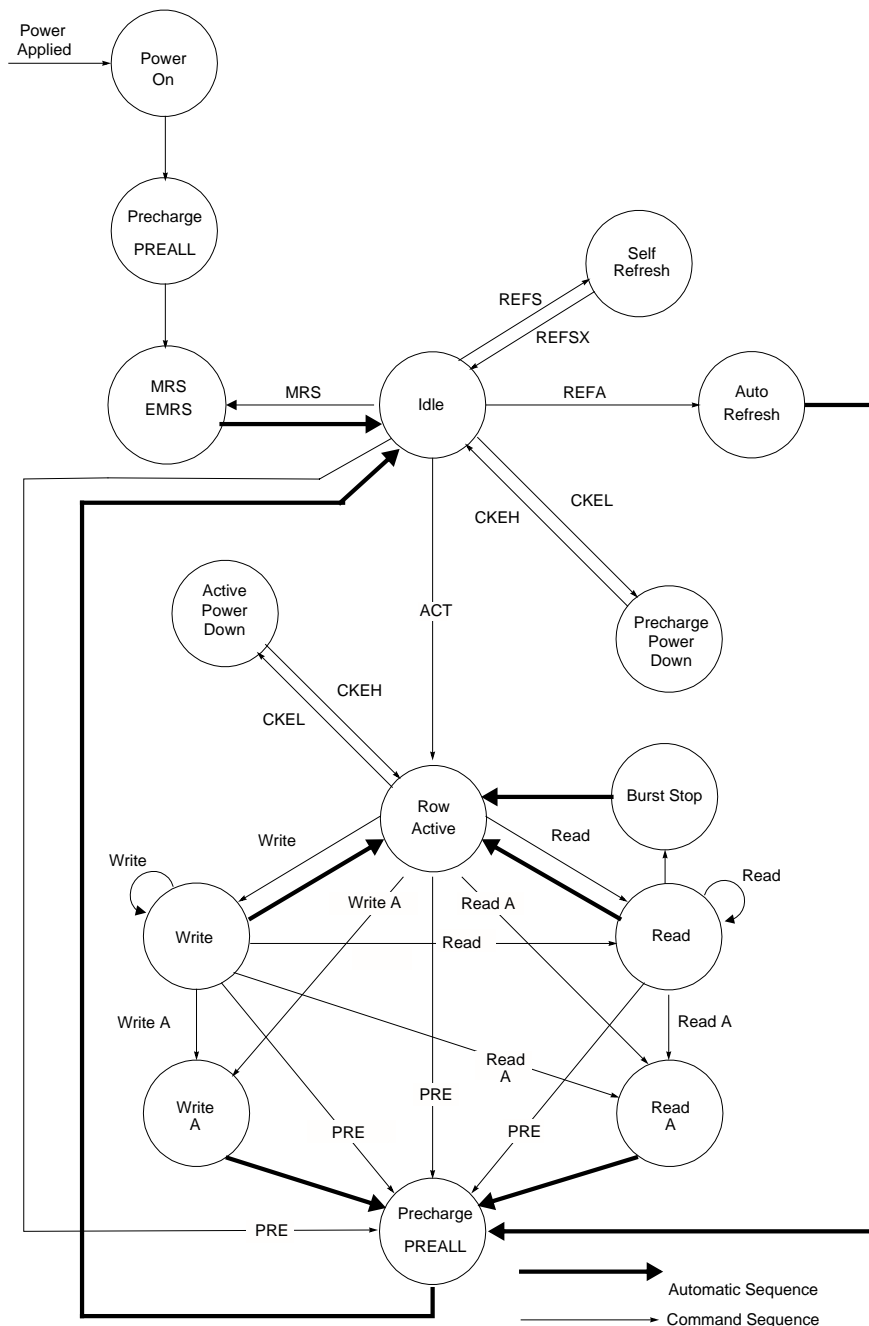 Power
Applied
Power
On
Precharge
PREALL
Self
Refresh
REFS
REFSX
MRS
EMRS
MRS
Idle
REFA
Auto
Refresh
CKEL
CKEH
Active
Power
Down
ACT
Precharge
Power
Down
CKEH
CKEL
Row
Active
Burst Stop
Write
Read
Write
Read
Write A
Read A
Write
Read
Read
Write A
Read A
Read
A
Write
A
PRE
PRE
PRE
Read
A
Precharge
PREALL
PRE
Automatic Sequence
Command Sequence